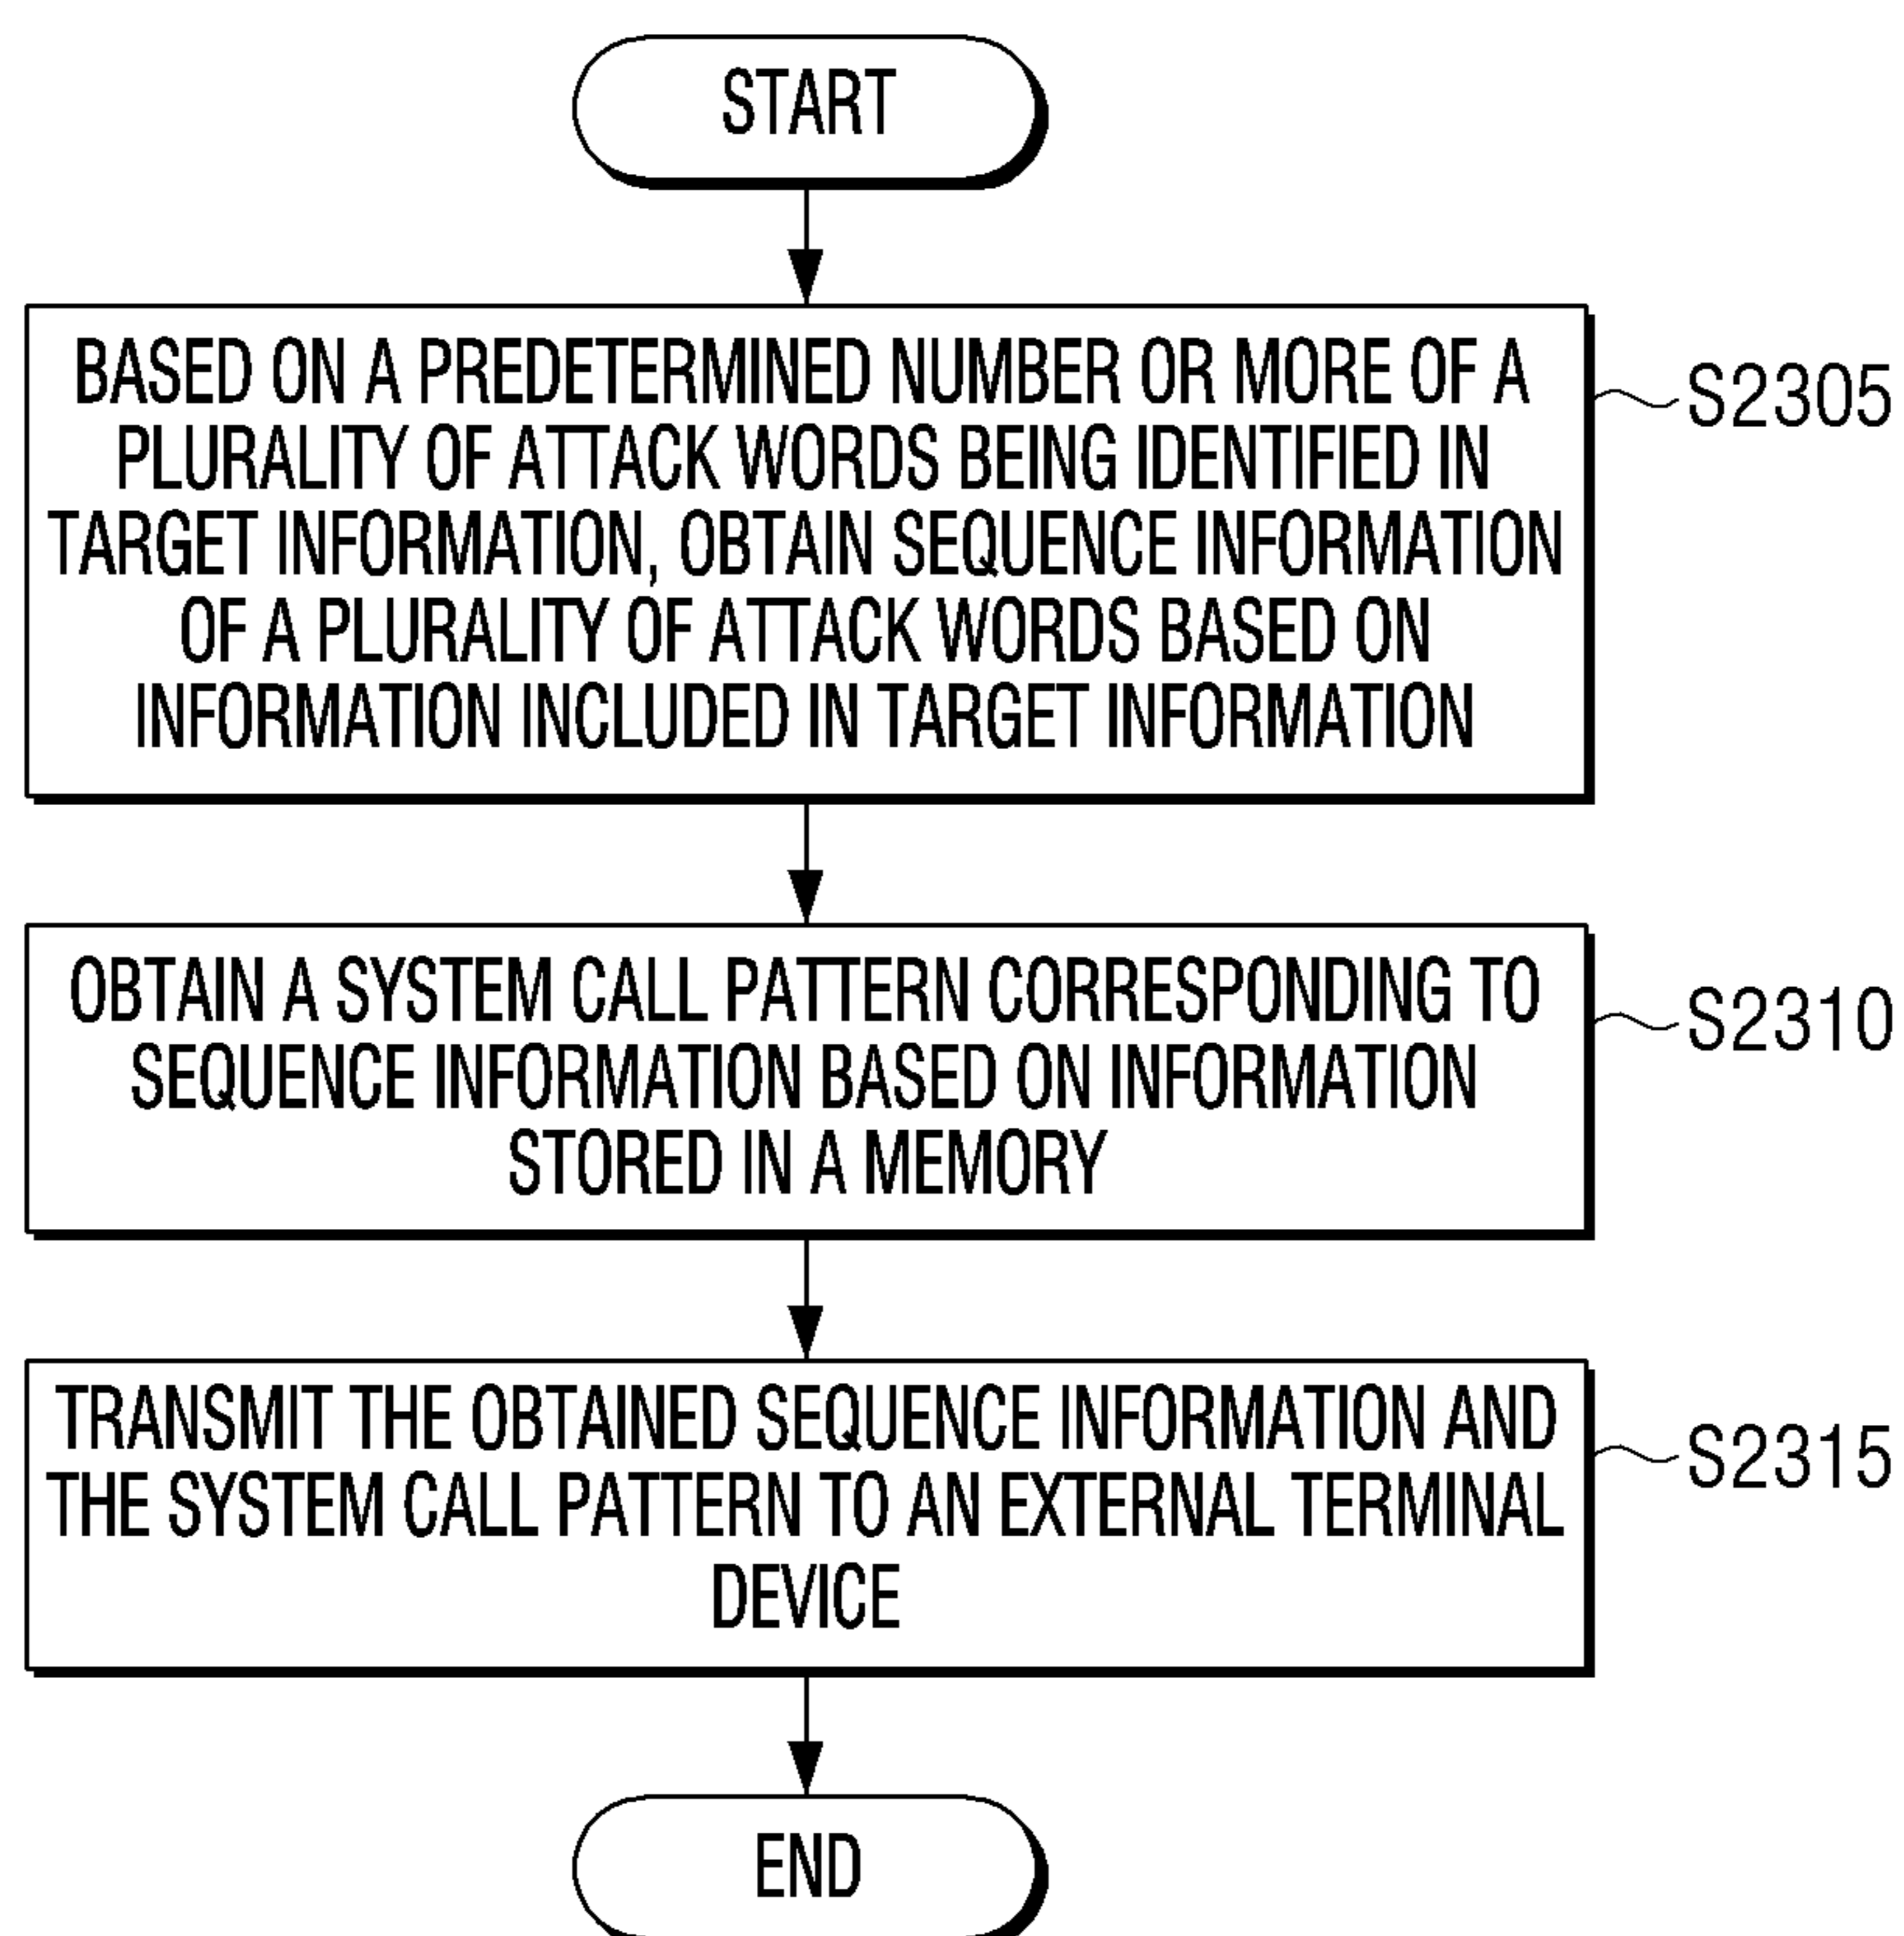 START
BASED ON A PREDETERMINED NUMBER OR MORE OF A
PLURALITY OF ATTACK WORDS BEING IDENTIFIED IN
TARGET INFORMATION, OBTAIN SEQUENCE INFORMATION
OF A PLURALITY OF ATTACK WORDS BASED ON
INFORMATION INCLUDED IN TARGET INFORMATION
S2305
OBTAIN A SYSTEM CALL PATTERN CORRESPONDING TO
SEQUENCE INFORMATION BASED ON INFORMATION
STORED IN A MEMORY
S2310
TRANSMIT THE OBTAINED SEQUENCE INFORMATION AND
THE SYSTEM CALL PATTERN TO AN EXTERNAL TERMINAL
DEVICE
S2315
END